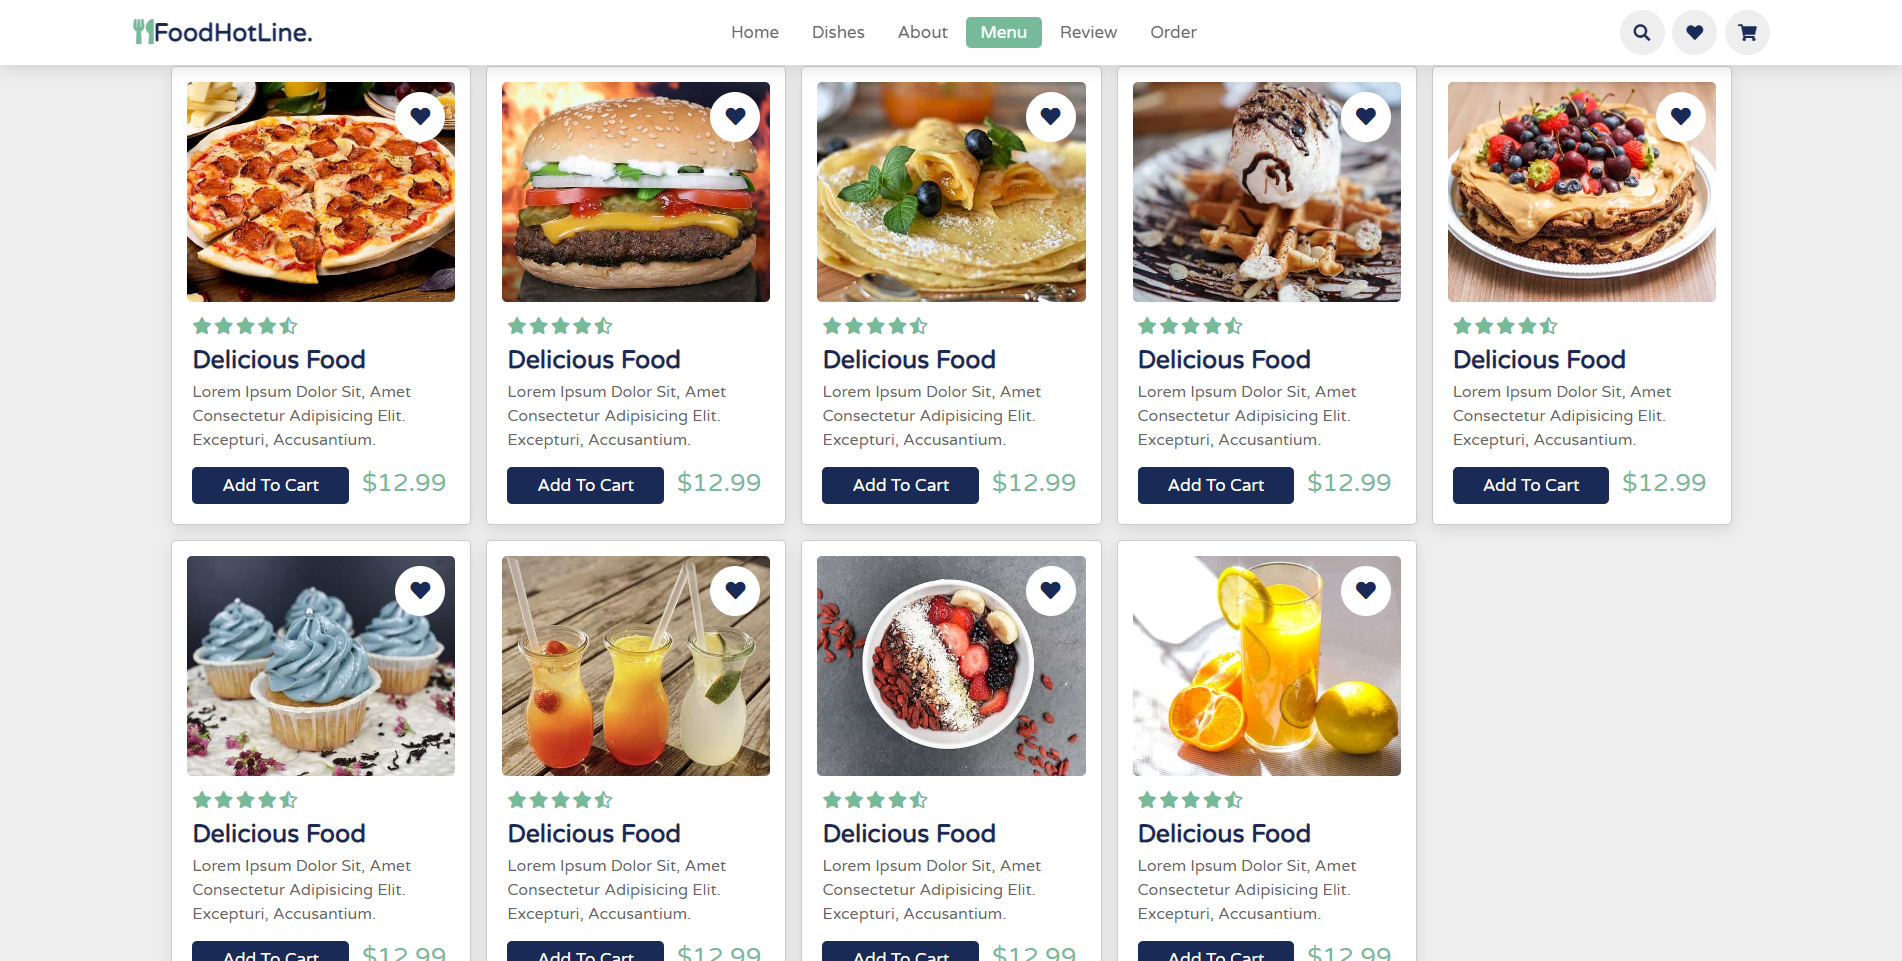 FoodHotLine.
Home Dishes About Menu Review Order
Delicious Food
Lorem Ipsum Dolor Sit, Amet
Consectetur Adipisicing Elit.
Excepturi, Accusantium.
Add To Cart $12.99
Delicious Food
Lorem Ipsum Dolor Sit, Amet
Consectetur Adipisicing Elit.
Excepturi, Accusantium.
Add To Cart $12.99
Delicious Food
Lorem Ipsum Dolor Sit, Amet
Consectetur Adipisicing Elit.
Excepturi, Accusantium.
Add To Cart $12.99
Delicious Food
Lorem Ipsum Dolor Sit, Amet
Consectetur Adipisicing Elit.
Excepturi, Accusantium.
Add To Cart $12.99
Delicious Food
Lorem Ipsum Dolor Sit, Amet
Consectetur Adipisicing Elit.
Excepturi, Accusantium.
Add To Cart $12.99
Delicious Food
Lorem Ipsum Dolor Sit, Amet
Consectetur Adipisicing Elit.
Excepturi, Accusantium.
Add To Cart $12.99
Delicious Food
Lorem Ipsum Dolor Sit, Amet
Consectetur Adipisicing Elit.
Excepturi, Accusantium.
Add To Cart $12.99
Delicious Food
Lorem Ipsum Dolor Sit, Amet
Consectetur Adipisicing Elit.
Excepturi, Accusantium.
Add To Cart $12.99
Delicious Food
Lorem Ipsum Dolor Sit, Amet
Consectetur Adipisicing Elit.
Excepturi, Accusantium.
Add To Cart $12.99